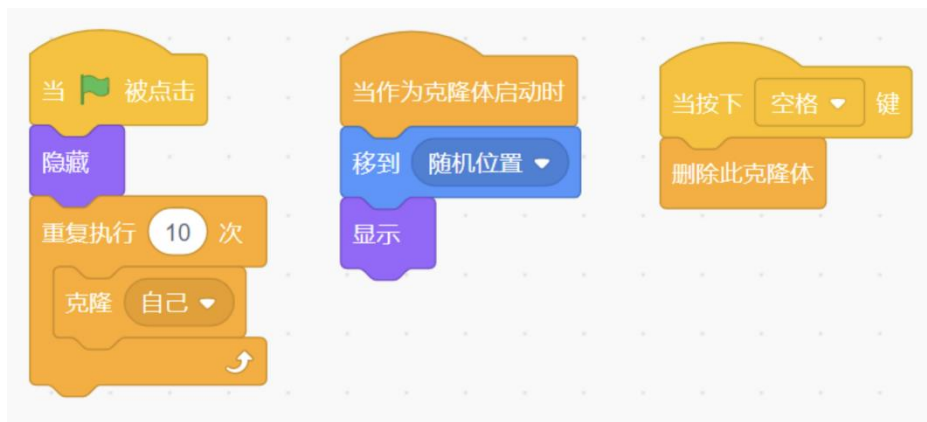 当 被点击
隐藏
重复执行 10 次
克隆 自己
当作为克隆体启动时
移到 随机位置
显示
当按下 空格 键
删除此克隆体